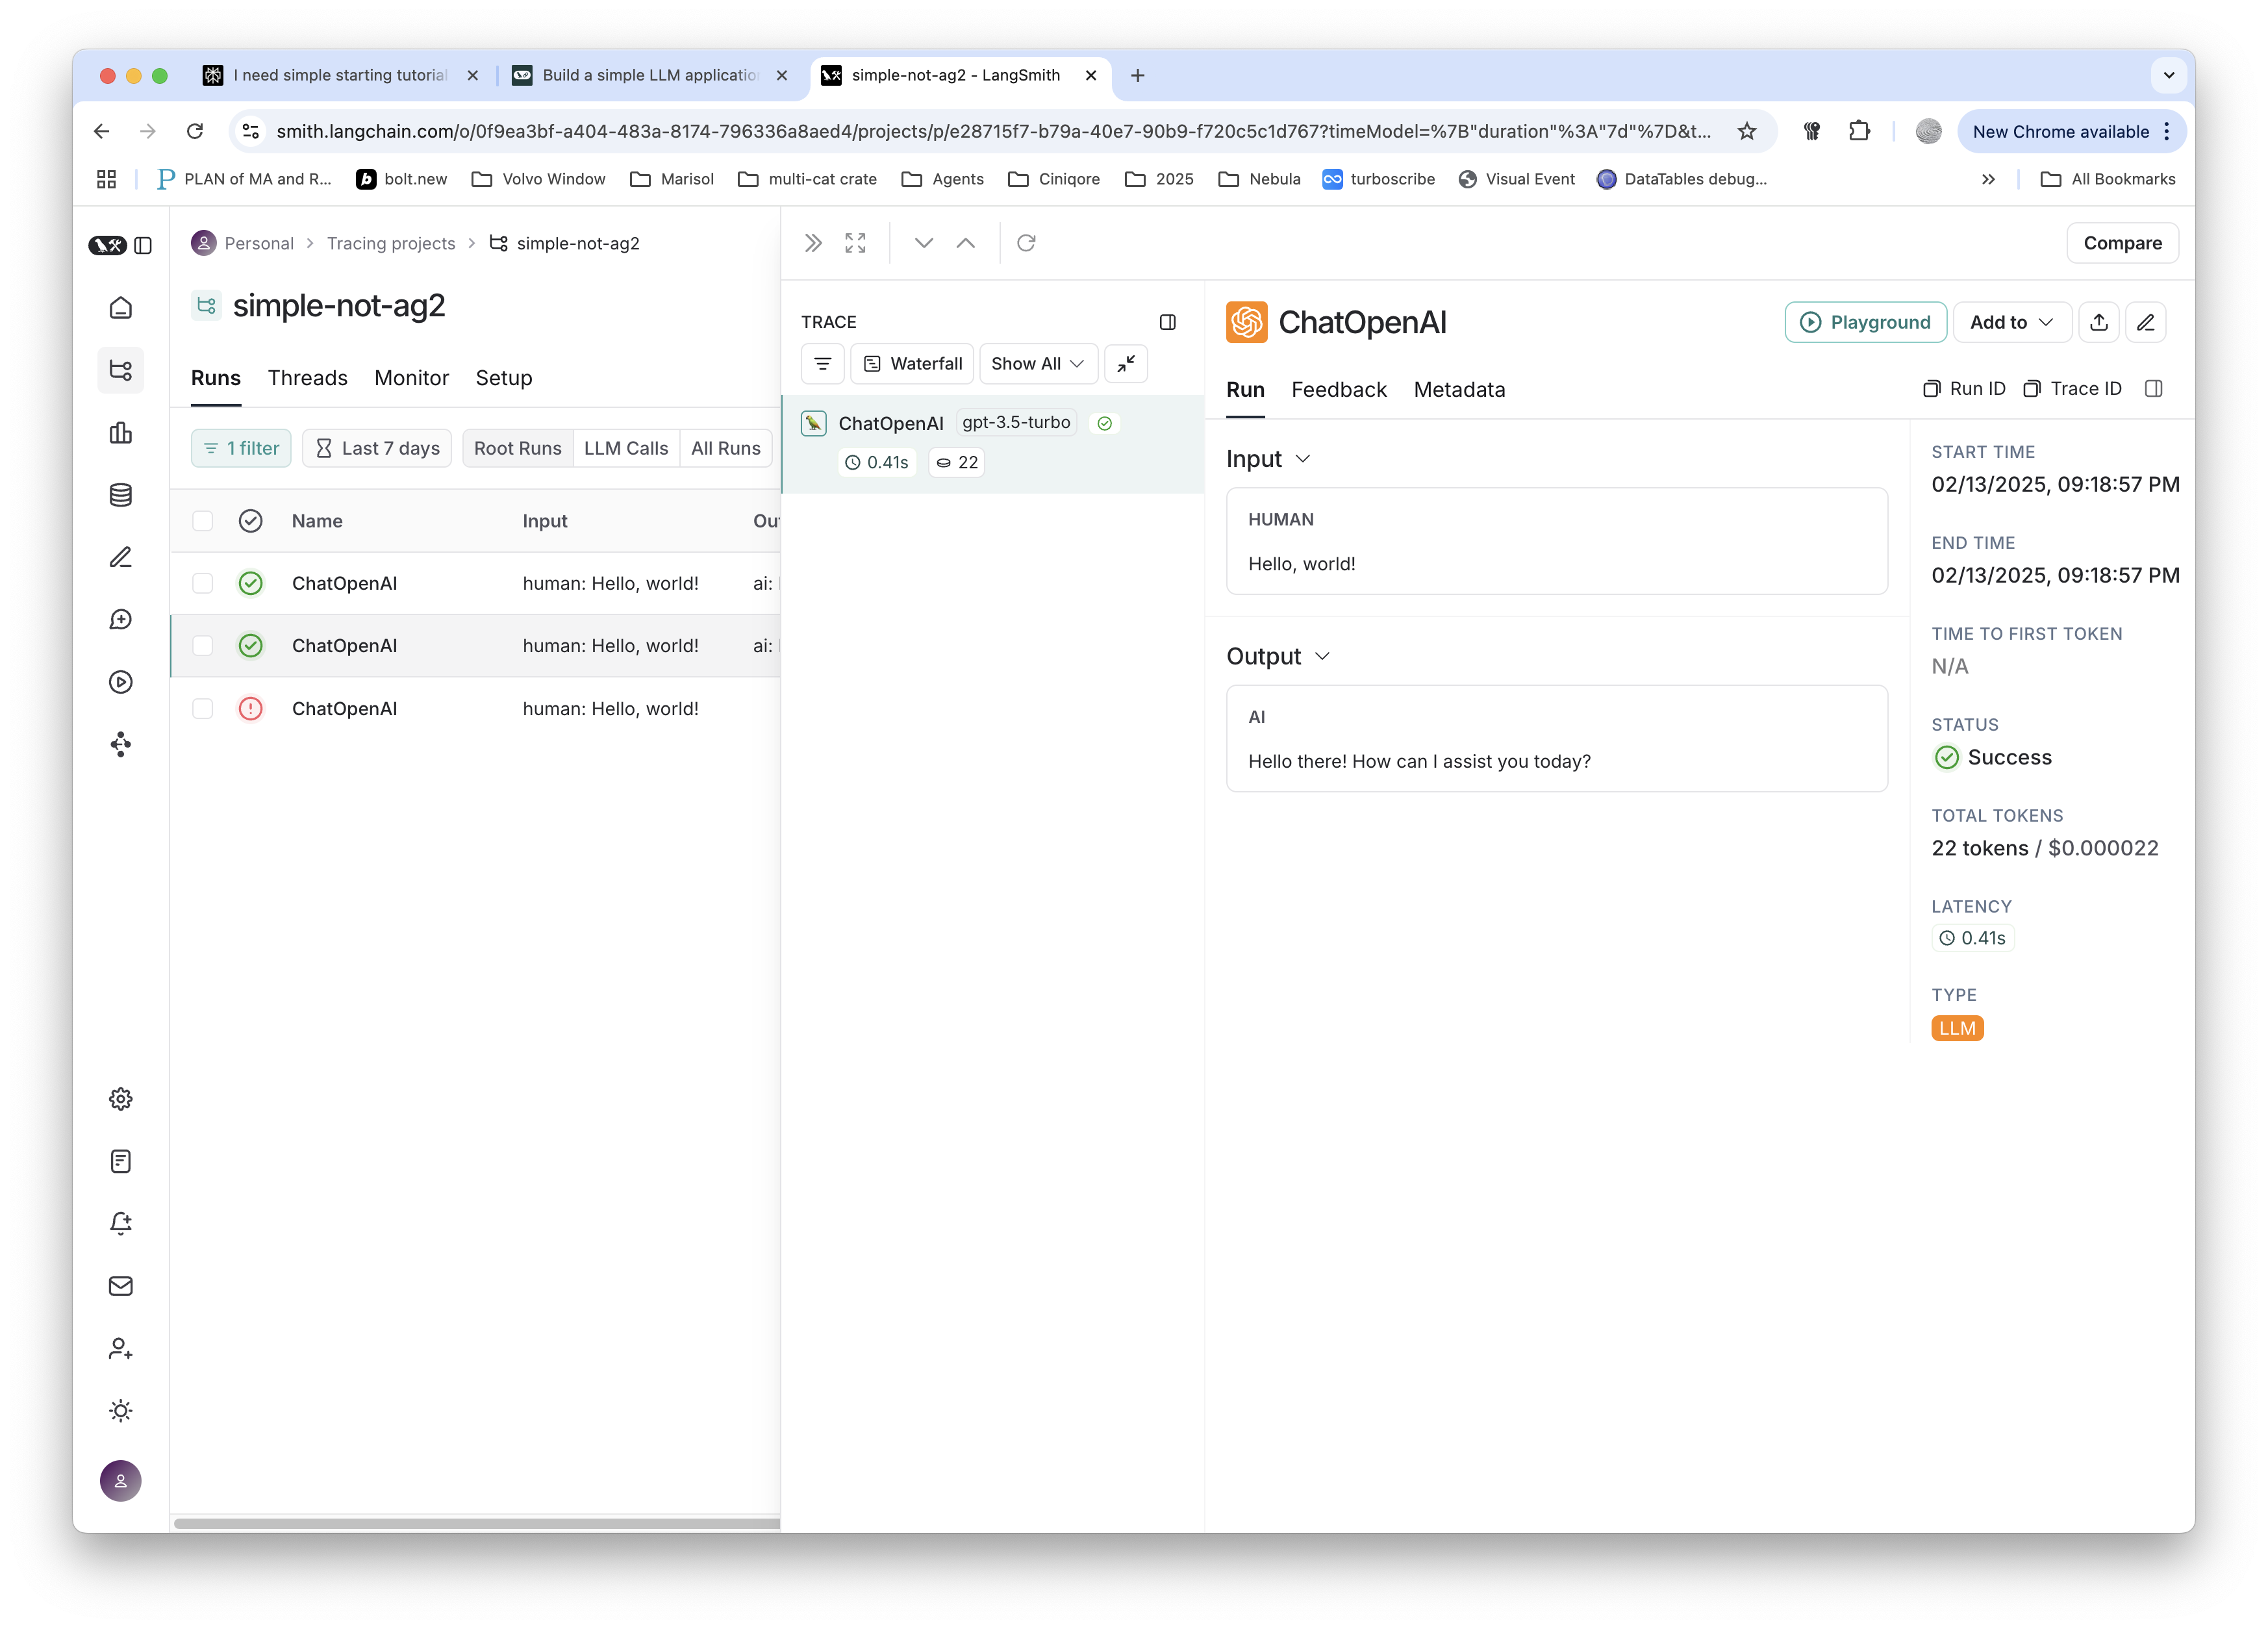 I need simple starting tutorial
Build a simple LLM application
simple-not-ag2 - LangSmith
smith.langchain.com/o/0f9ea3bf-a404-483a-8174-796336a8aed4/projects/p/e28715f7-b79a-40e7-90b9-f720c5c1d767?timeModel=%7B"duration"%3A"7d"%7D&t...
New Chrome available
PLAN of MA and R...
bolt.new
Volvo Window
Marisol
multi-cat crate
Agents
Ciniqore
2025
Nebula
turboscribe
Visual Event
DataTables debug...
All Bookmarks
Personal > Tracing projects > simple-not-ag2
simple-not-ag2
Runs Threads Monitor Setup
1 filter Last 7 days Root Runs LLM Calls All Runs
Name Input Out
ChatOpenAI human: Hello, world! ai:
ChatOpenAI human: Hello, world! ai:
ChatOpenAI human: Hello, world!
Compare
TRACE
Waterfall Show All
ChatOpenAI gpt-3.5-turbo
0.41s 22
ChatOpenAI
Playground Add to
Run Feedback Metadata
Run ID Trace ID
Input
HUMAN
Hello, world!
Output
AI
Hello there! How can I assist you today?
START TIME
02/13/2025, 09:18:57 PM
END TIME
02/13/2025, 09:18:57 PM
TIME TO FIRST TOKEN
N/A
STATUS
Success
TOTAL TOKENS
22 tokens / $0.000022
LATENCY
0.41s
TYPE
LLM